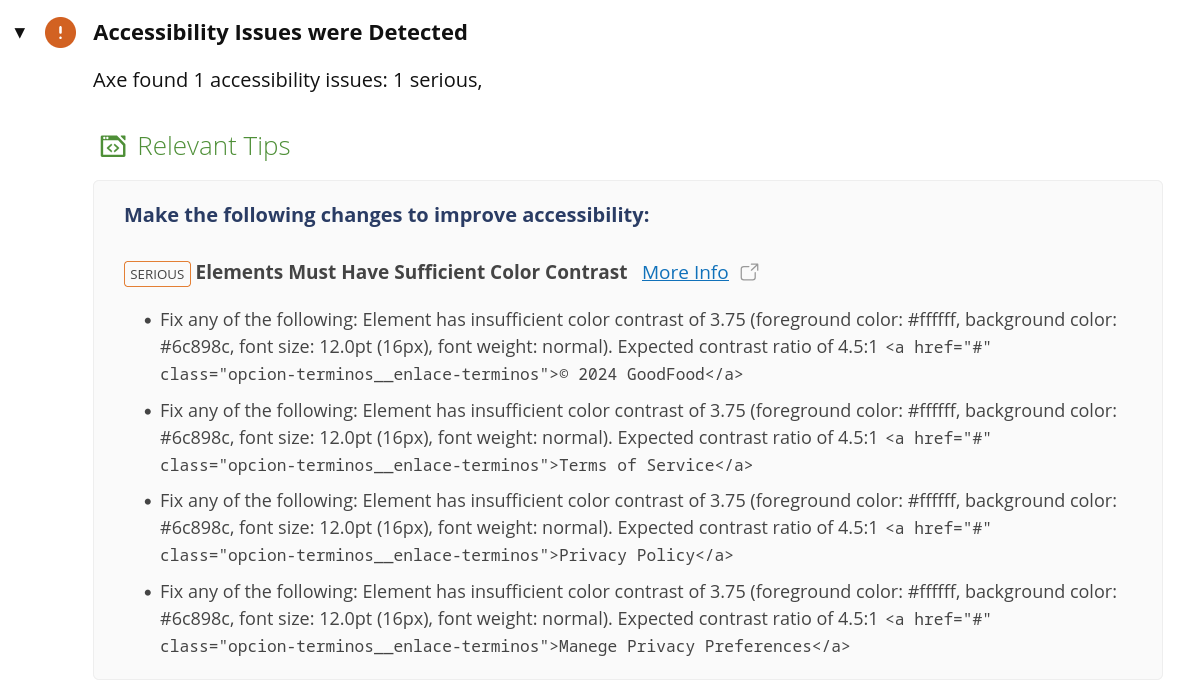 Accessibility Issues were Detected
Axe found 1 accessibility issues: 1 serious,
Relevant Tips
Make the following changes to improve accessibility:
SERIOUS Elements Must Have Sufficient Color Contrast More Info
• Fix any of the following: Element has insufficient color contrast of 3.75 (foreground color: #ffffff, background color:
#6c898c, font size: 12.0pt (16px), font weight: normal). Expected contrast ratio of 4.5:1 <a href="#"
class="opcion-terminos__enlace-terminos">© 2024 GoodFood</a>
• Fix any of the following: Element has insufficient color contrast of 3.75 (foreground color: #ffffff, background color:
#6c898c, font size: 12.0pt (16px), font weight: normal). Expected contrast ratio of 4.5:1 <a href="#"
class="opcion-terminos__enlace-terminos">Terms of Service</a>
• Fix any of the following: Element has insufficient color contrast of 3.75 (foreground color: #ffffff, background color:
#6c898c, font size: 12.0pt (16px), font weight: normal). Expected contrast ratio of 4.5:1 <a href="#"
class="opcion-terminos__enlace-terminos">Privacy Policy</a>
• Fix any of the following: Element has insufficient color contrast of 3.75 (foreground color: #ffffff, background color:
#6c898c, font size: 12.0pt (16px), font weight: normal). Expected contrast ratio of 4.5:1 <a href="#"
class="opcion-terminos__enlace-terminos">Manege Privacy Preferences</a>